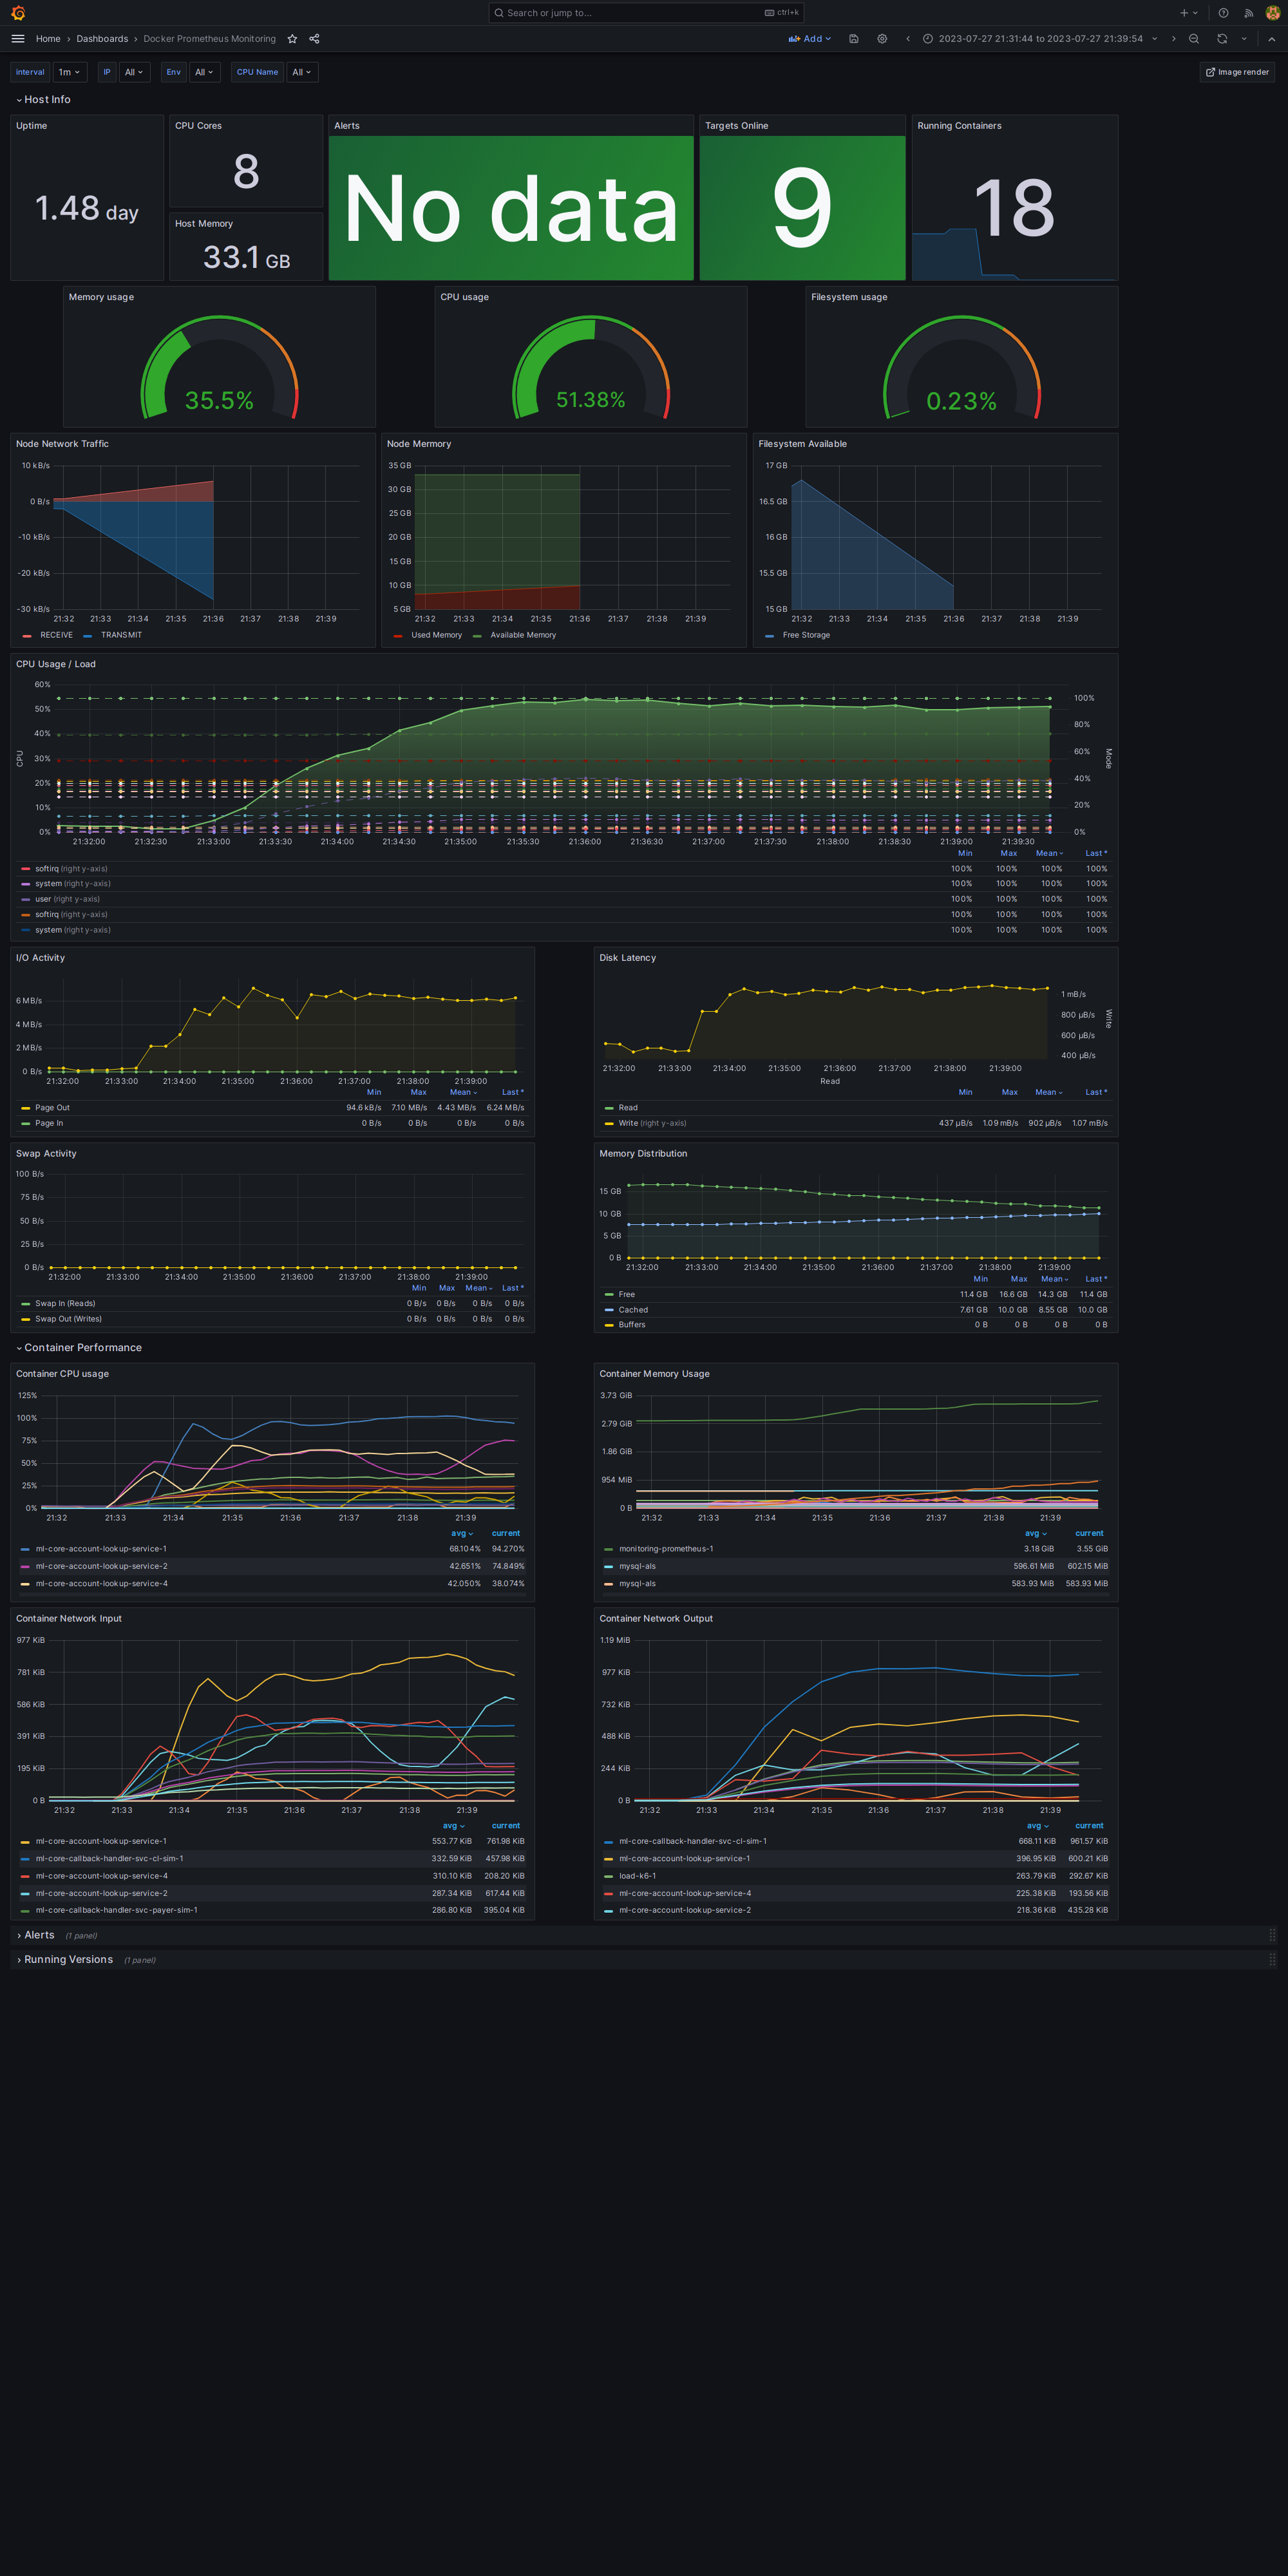 Search or jump to... ctrl+k
Home › Dashboards › Docker Prometheus Monitoring Add 2023-07-27 21:31:44 to 2023-07-27 21:39:54
interval 1m IP All Env All CPU Name All Image render
Host Info
Uptime
1.48 day
CPU Cores
8
Host Memory
33.1 GB
Alerts
No data
Targets Online
9
Running Containers
18
Memory usage
35.5%
CPU usage
51.38%
Filesystem usage
0.23%
Node Network Traffic
10 kB/s
0 B/s
-10 kB/s
-20 kB/s
-30 kB/s
21:32 21:33 21:34 21:35 21:36 21:37 21:38 21:39
RECEIVE TRANSMIT
Node Mermory
35 GB
30 GB
25 GB
20 GB
15 GB
10 GB
5 GB
21:32 21:33 21:34 21:35 21:36 21:37 21:38 21:39
Used Memory Available Memory
Filesystem Available
17 GB
16.5 GB
16 GB
15.5 GB
15 GB
21:32 21:33 21:34 21:35 21:36 21:37 21:38 21:39
Free Storage
CPU Usage / Load
60%
50%
40%
30%
20%
10%
0%
CPU
100%
80%
60%
40%
20%
0%
Mode
21:32:00 21:32:30 21:33:00 21:33:30 21:34:00 21:34:30 21:35:00 21:35:30 21:36:00 21:36:30 21:37:00 21:37:30 21:38:00 21:38:30 21:39:00 21:39:30
Min Max Mean Last *
softirq (right y-axis) 100% 100% 100% 100%
system (right y-axis) 100% 100% 100% 100%
user (right y-axis) 100% 100% 100% 100%
softirq (right y-axis) 100% 100% 100% 100%
system (right y-axis) 100% 100% 100% 100%
I/O Activity
6 MB/s
4 MB/s
2 MB/s
0 B/s
21:32:00 21:33:00 21:34:00 21:35:00 21:36:00 21:37:00 21:38:00 21:39:00
Min Max Mean Last *
Page Out 94.6 kB/s 7.10 MB/s 4.43 MB/s 6.24 MB/s
Page In 0 B/s 0 B/s 0 B/s 0 B/s
Disk Latency
1 mB/s
800 µB/s
600 µB/s
400 µB/s
Write
21:32:00 21:33:00 21:34:00 21:35:00 21:36:00 21:37:00 21:38:00 21:39:00
Read
Min Max Mean Last *
Read
Write (right y-axis) 437 µB/s 1.09 mB/s 902 µB/s 1.07 mB/s
Swap Activity
100 B/s
75 B/s
50 B/s
25 B/s
0 B/s
21:32:00 21:33:00 21:34:00 21:35:00 21:36:00 21:37:00 21:38:00 21:39:00
Min Max Mean Last *
Swap In (Reads) 0 B/s 0 B/s 0 B/s 0 B/s
Swap Out (Writes) 0 B/s 0 B/s 0 B/s 0 B/s
Memory Distribution
15 GB
10 GB
5 GB
0 B
21:32:00 21:33:00 21:34:00 21:35:00 21:36:00 21:37:00 21:38:00 21:39:00
Min Max Mean Last *
Free 11.4 GB 16.6 GB 14.3 GB 11.4 GB
Cached 7.61 GB 10.0 GB 8.55 GB 10.0 GB
Buffers 0 B 0 B 0 B 0 B
Container Performance
Container CPU usage
125%
100%
75%
50%
25%
0%
21:32 21:33 21:34 21:35 21:36 21:37 21:38 21:39
avg current
ml-core-account-lookup-service-1 68.104% 94.270%
ml-core-account-lookup-service-2 42.651% 74.849%
ml-core-account-lookup-service-4 42.050% 38.074%
Container Memory Usage
3.73 GiB
2.79 GiB
1.86 GiB
954 MiB
0 B
21:32 21:33 21:34 21:35 21:36 21:37 21:38 21:39
avg current
monitoring-prometheus-1 3.18 GiB 3.55 GiB
mysql-als 596.61 MiB 602.15 MiB
mysql-als 583.93 MiB 583.93 MiB
Container Network Input
977 KiB
781 KiB
586 KiB
391 KiB
195 KiB
0 B
21:32 21:33 21:34 21:35 21:36 21:37 21:38 21:39
avg current
ml-core-account-lookup-service-1 553.77 KiB 761.98 KiB
ml-core-callback-handler-svc-cl-sim-1 332.59 KiB 457.98 KiB
ml-core-account-lookup-service-4 310.10 KiB 208.20 KiB
ml-core-account-lookup-service-2 287.34 KiB 617.44 KiB
ml-core-callback-handler-svc-payer-sim-1 286.80 KiB 395.04 KiB
Container Network Output
1.19 MiB
977 KiB
732 KiB
488 KiB
244 KiB
0 B
21:32 21:33 21:34 21:35 21:36 21:37 21:38 21:39
avg current
ml-core-callback-handler-svc-cl-sim-1 668.11 KiB 961.57 KiB
ml-core-account-lookup-service-1 396.95 KiB 600.21 KiB
load-k6-1 263.79 KiB 292.67 KiB
ml-core-account-lookup-service-4 225.38 KiB 193.56 KiB
ml-core-account-lookup-service-2 218.36 KiB 435.28 KiB
Alerts (1 panel)
Running Versions (1 panel)